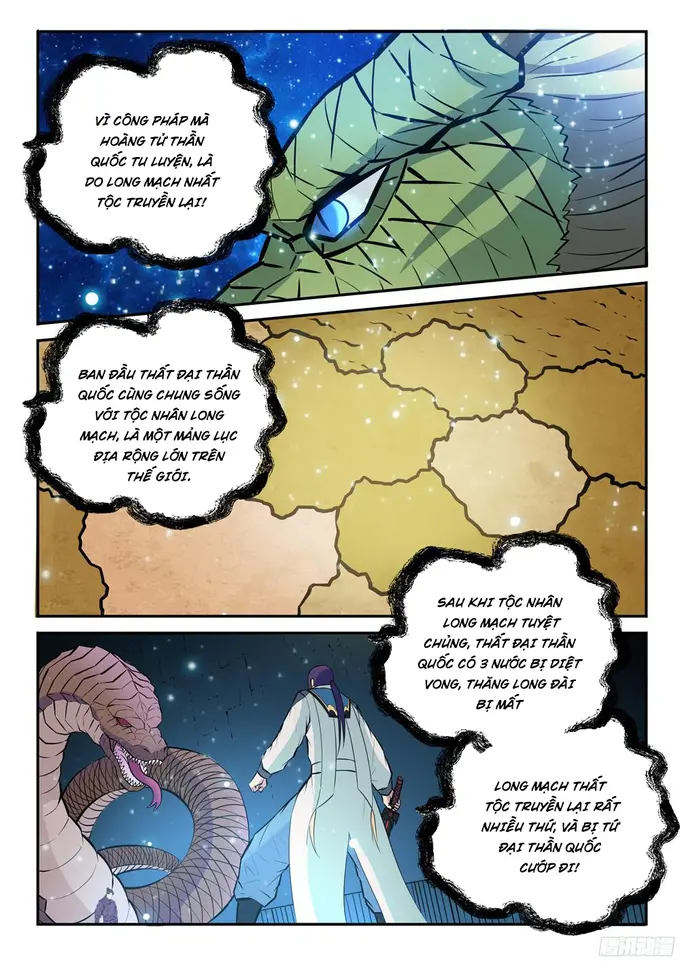 VÌ CÔNG PHÁP MÀ
HOÀNG TỬ THẦN
QUỐC TU LUYỆN, LÀ
DO LONG MẠCH NHẤT
TỘC TRUYỀN LẠI!
BAN ĐẦU THẤT ĐẠI THẦN
QUỐC CÙNG CHUNG SỐNG
VỚI TỘC NHÂN LONG
MẠCH, LÀ MỘT MẢNG LỤC
ĐỊA RỘNG LỚN TRÊN
THẾ GIỚI.
SAU KHI TỘC NHÂN
LONG MẠCH TUYỆT
CHỦNG, THẤT ĐẠI THẦN
QUỐC CÓ 3 NƯỚC BỊ DIỆT
VONG, THĂNG LONG ĐÀI
BỊ MẤT
LONG MẠCH THẤT
TỘC TRUYỀN LẠI RẤT
NHIỀU THỨ, VÀ BỊ TỨ
ĐẠI THẦN QUỐC
CƯỚP ĐI!
腾讯动漫